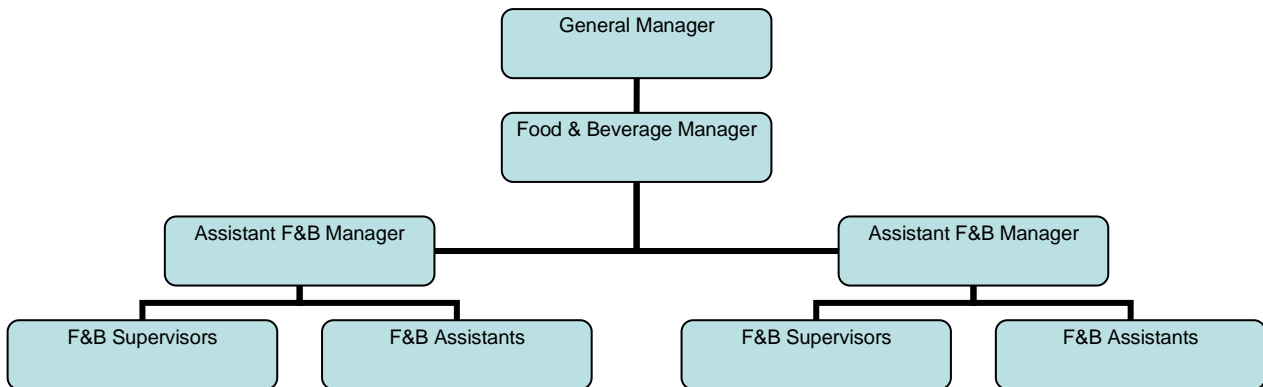 General Manager
Food & Beverage Manager
Assistant F&B Manager
Assistant F&B Manager
F&B Supervisors
F&B Assistants
F&B Supervisors
F&B Assistants